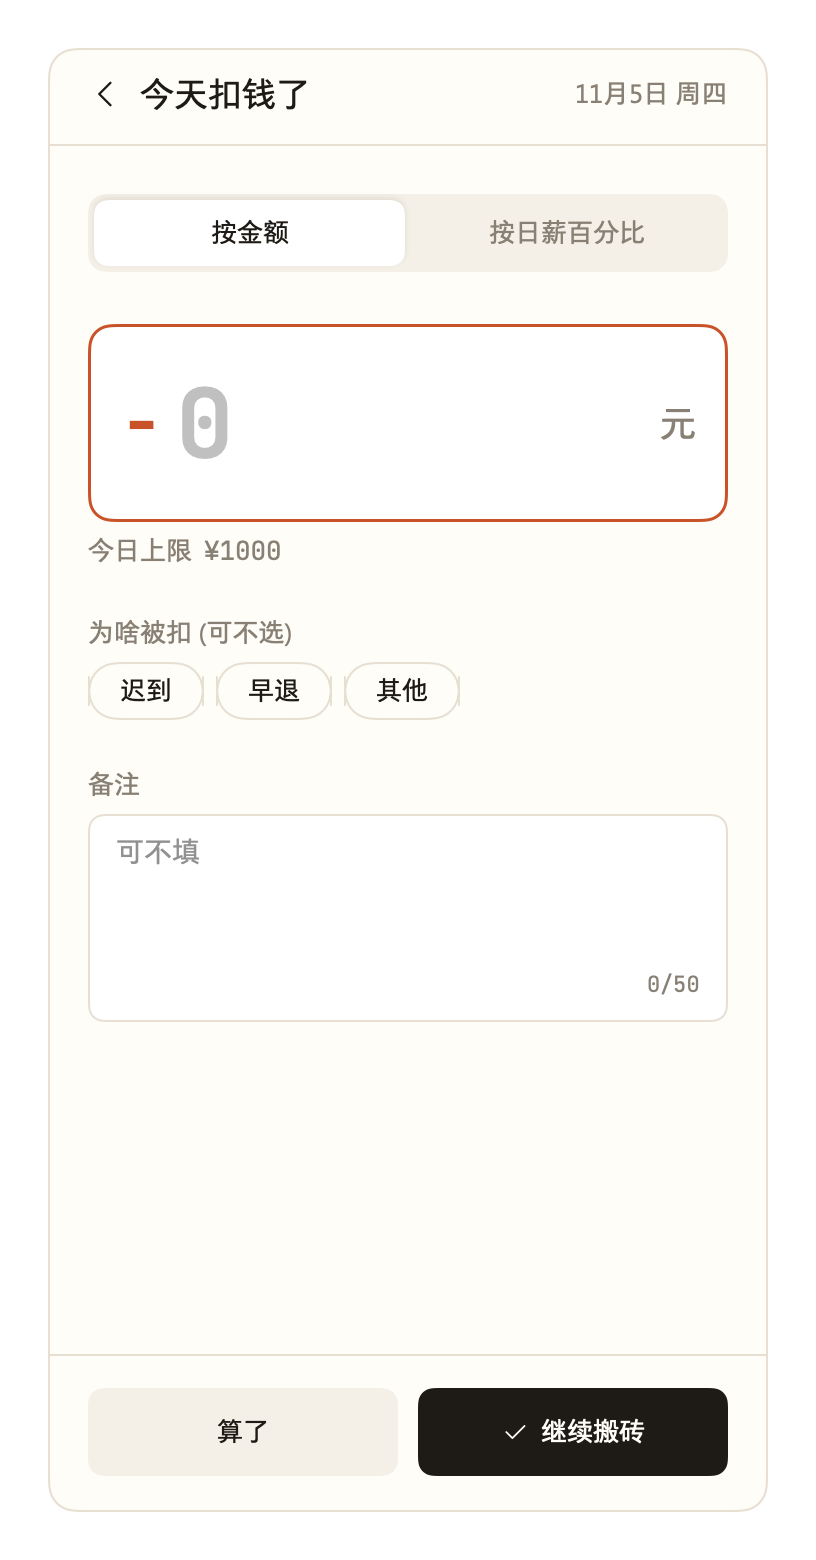 今天扣钱了 11月5日 周四
按金额 按日薪百分比
- 0 元
今日上限 ¥1000
为啥被扣 (可不选)
迟到 早退 其他
备注
可不填
0/50
算了 继续搬砖